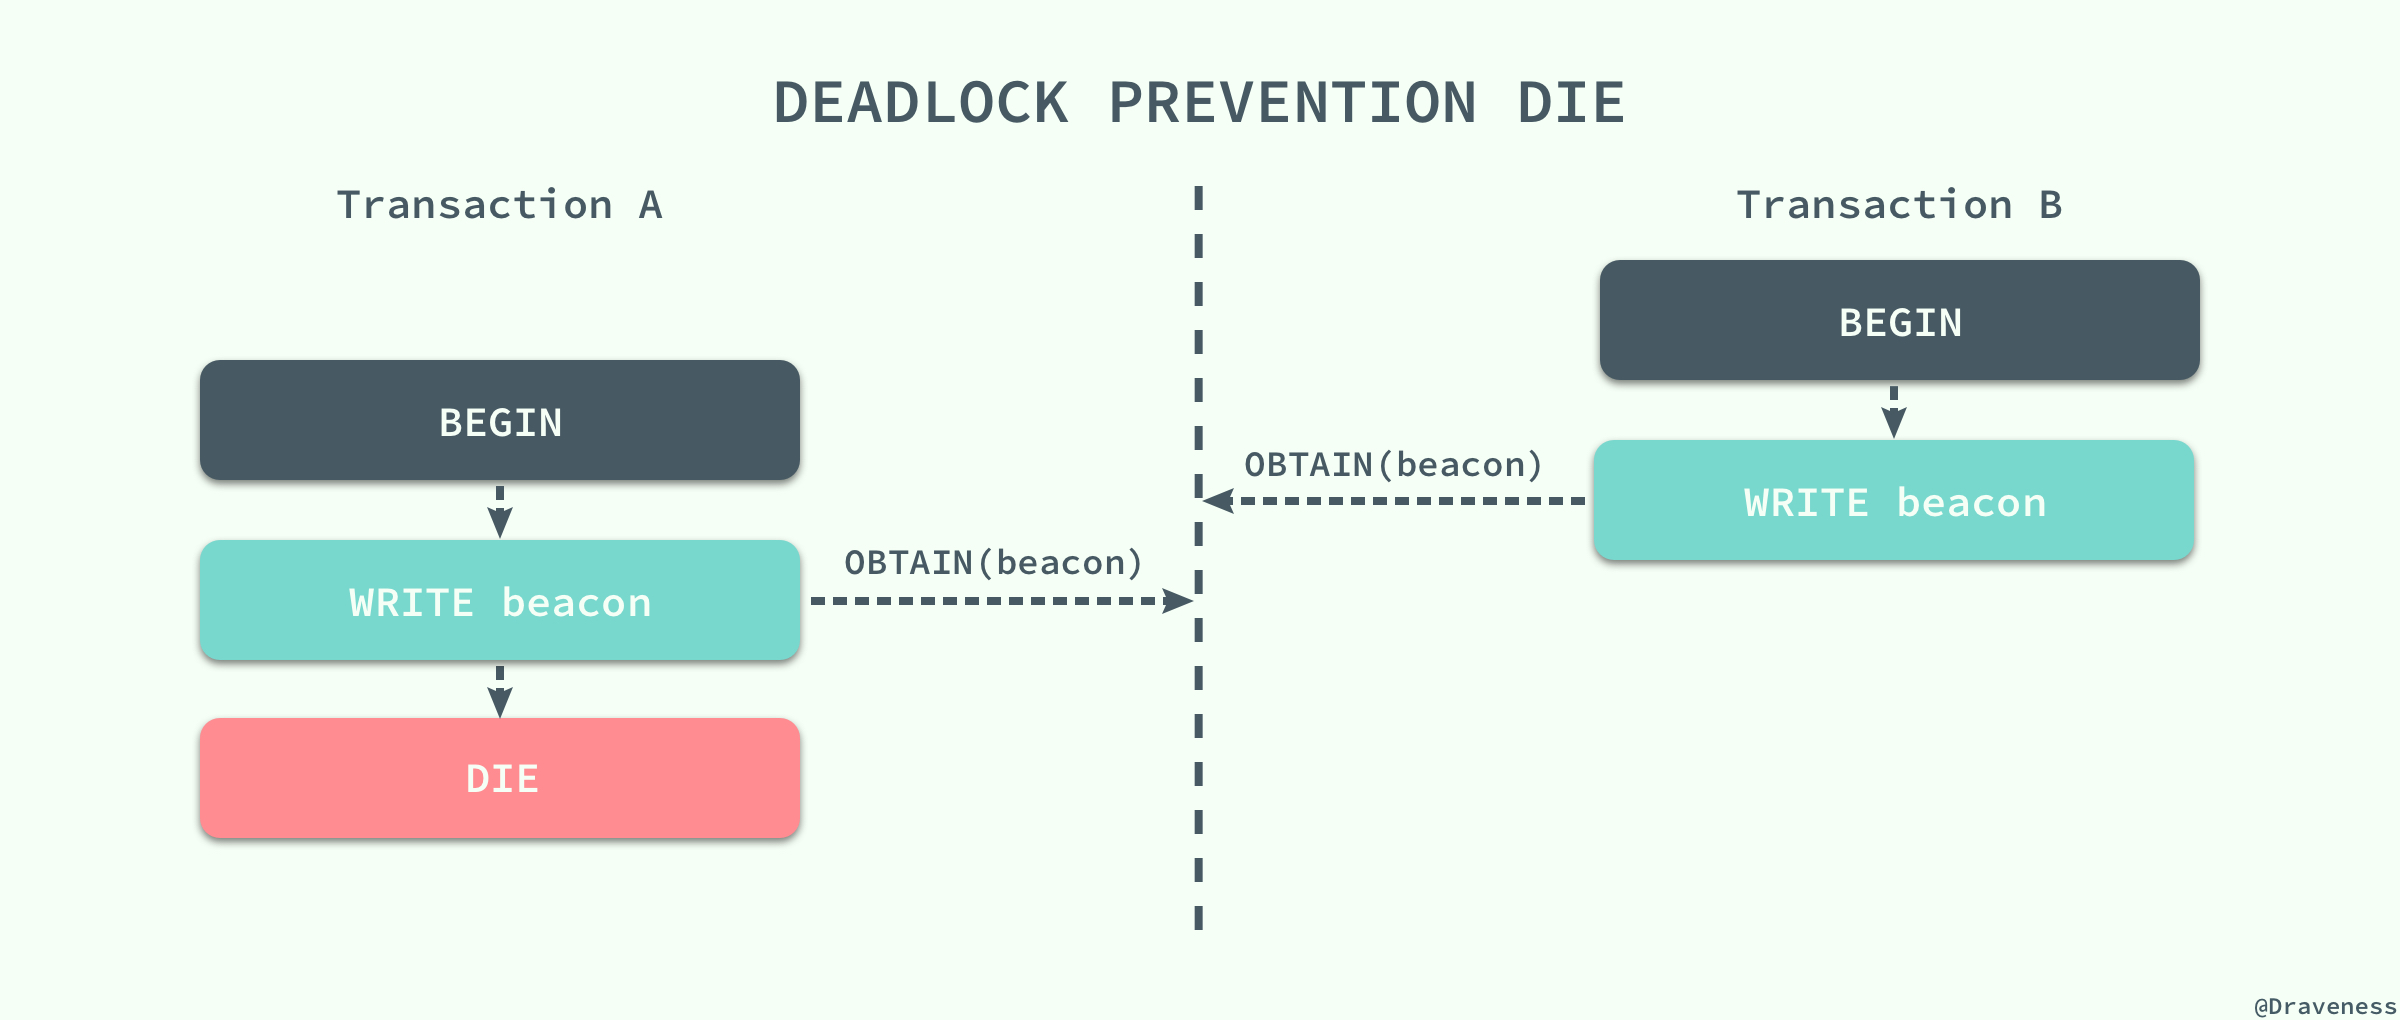 DEADLOCK PREVENTION DIE
Transaction A
Transaction B
BEGIN
BEGIN
OBTAIN(beacon)
WRITE beacon
OBTAIN(beacon)
WRITE beacon
DIE
@Draveness